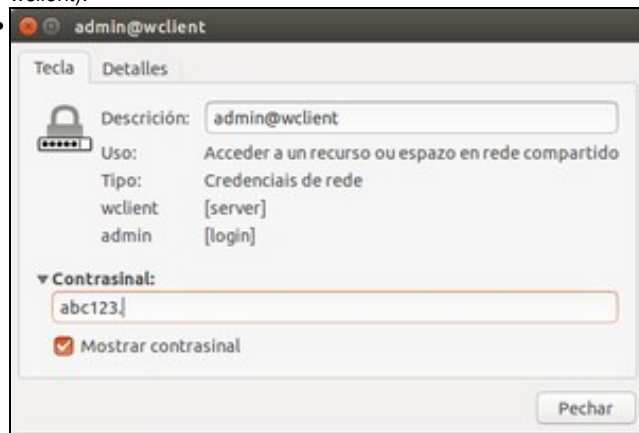 wclient).
admin@wclient
Tecla Detalles
Descrición: admin@wclient
Uso: Acceder a un recurso ou espazo en rede compartido
Tipo: Credenciais de rede
wclient [server]
admin [login]
Contrasinal:
abc123.
Mostrar contrasinal
Pechar